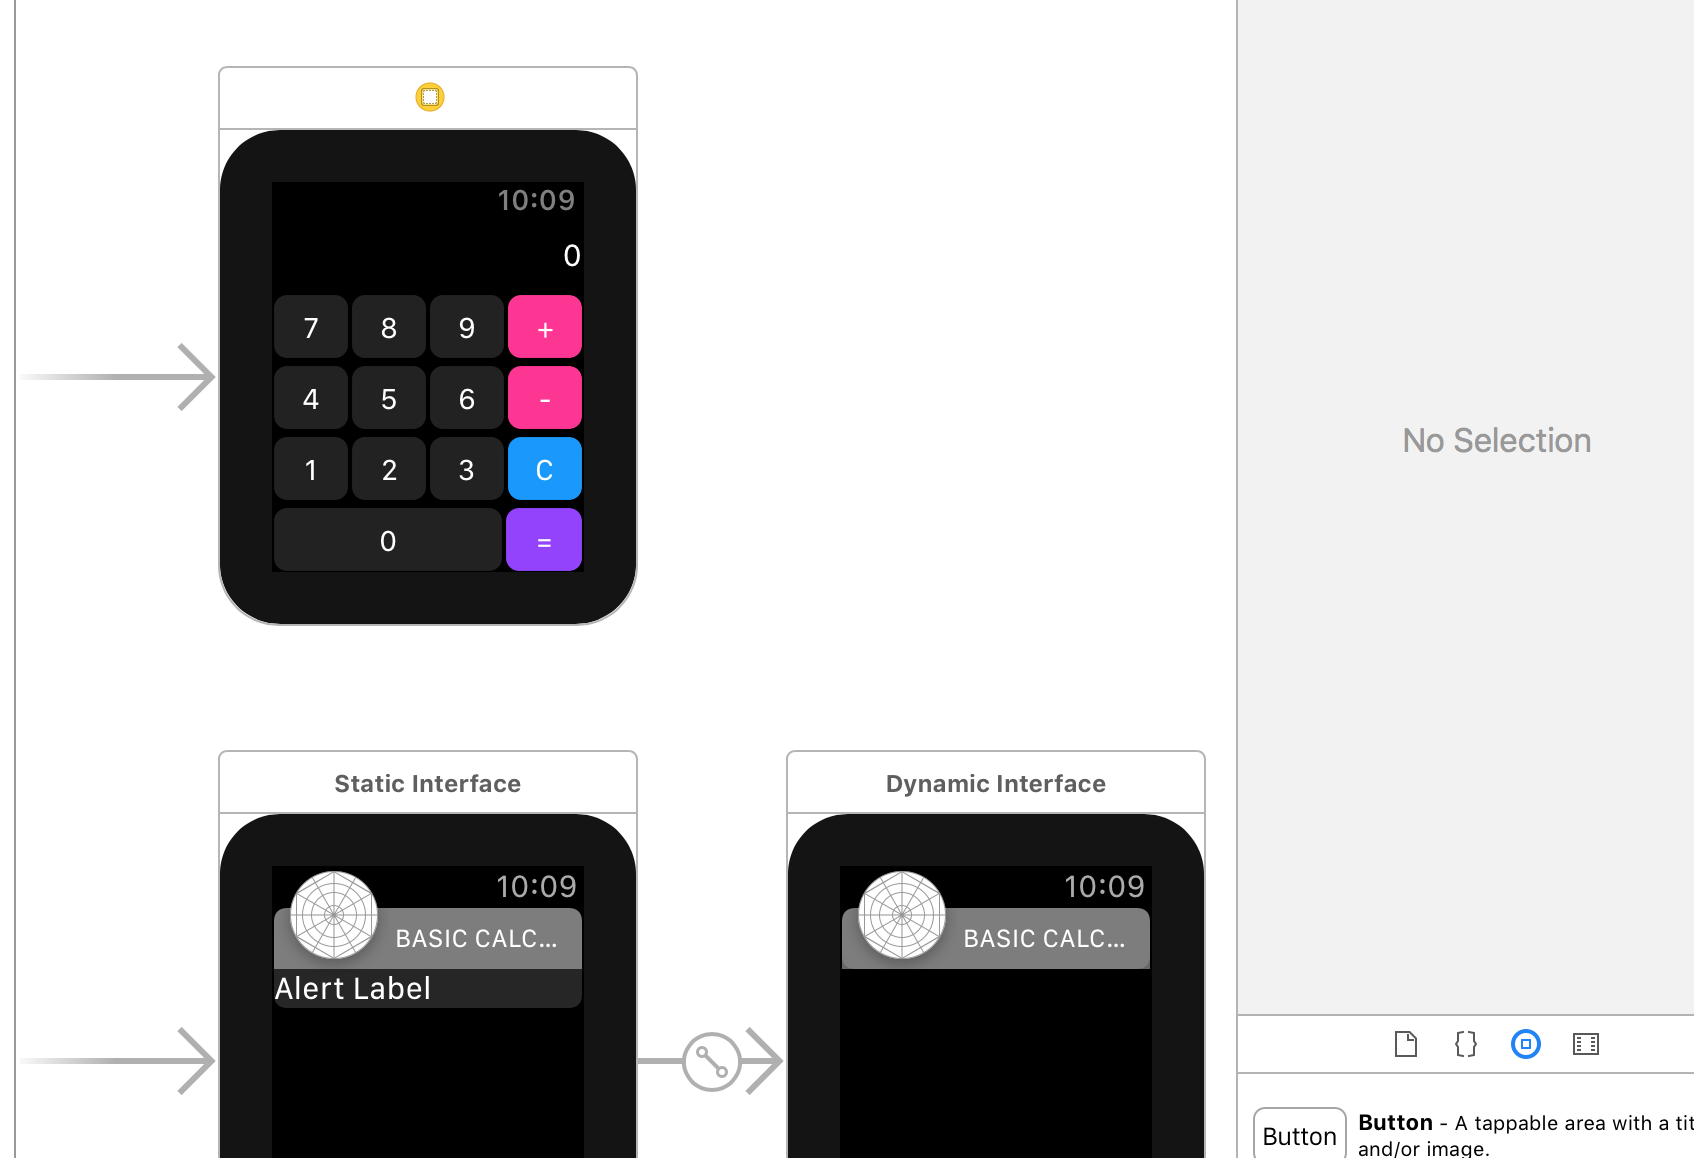 10:09
0
7 8 9 +
4 5 6 -
1 2 3 C
0 =
No Selection
Static Interface
Dynamic Interface
10:09
BASIC CALC...
Alert Label
10:09
BASIC CALC...
Button
Button - A tappable area with a tit
and/or image.